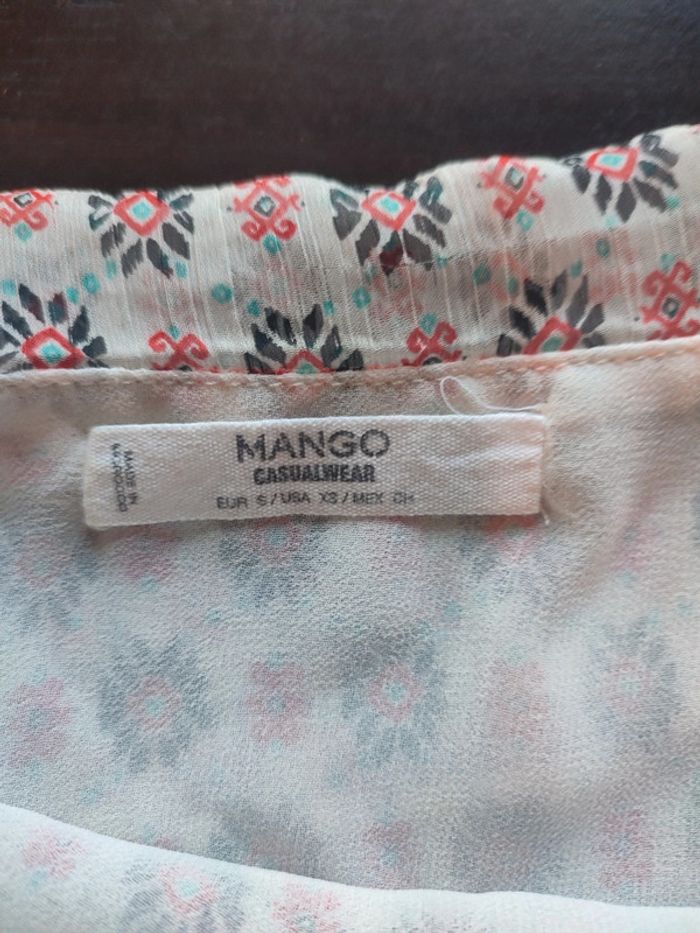 MANGO
CASUALWEAR
EUR S / USA XS / MEX CH
MADE IN
MOROCCO